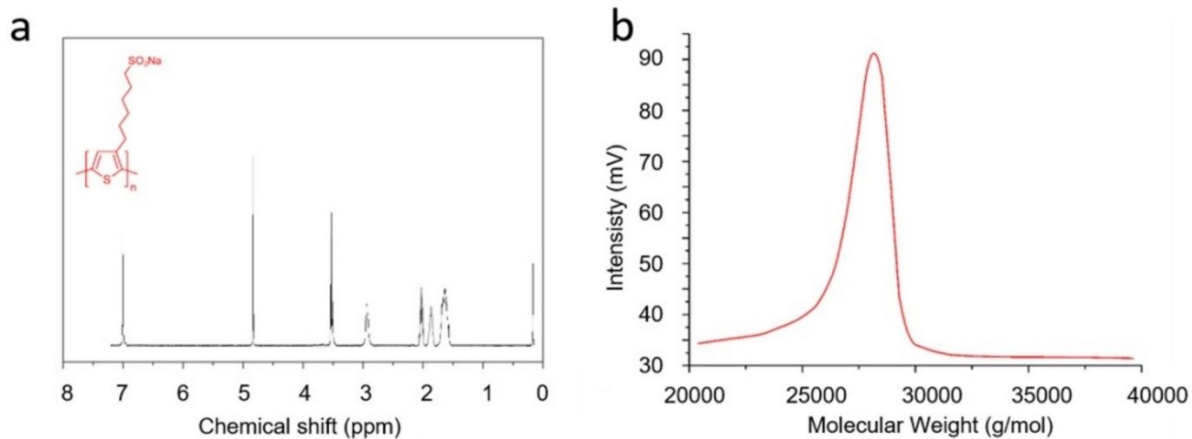 a
SO₃Na
S
n
8 7 6 5 4 3 2 1 0
Chemical shift (ppm)
b
90
80
70
60
50
40
30
Intensisty (mV)
20000 25000 30000 35000 40000
Molecular Weight (g/mol)